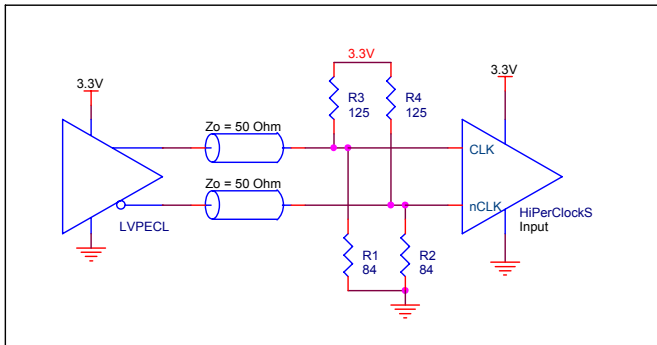 3.3V
3.3V
3.3V
R3
125
R4
125
Zo = 50 Ohm
CLK
Zo = 50 Ohm
nCLK
LVPECL
HiPerClockS
Input
R1
84
R2
84